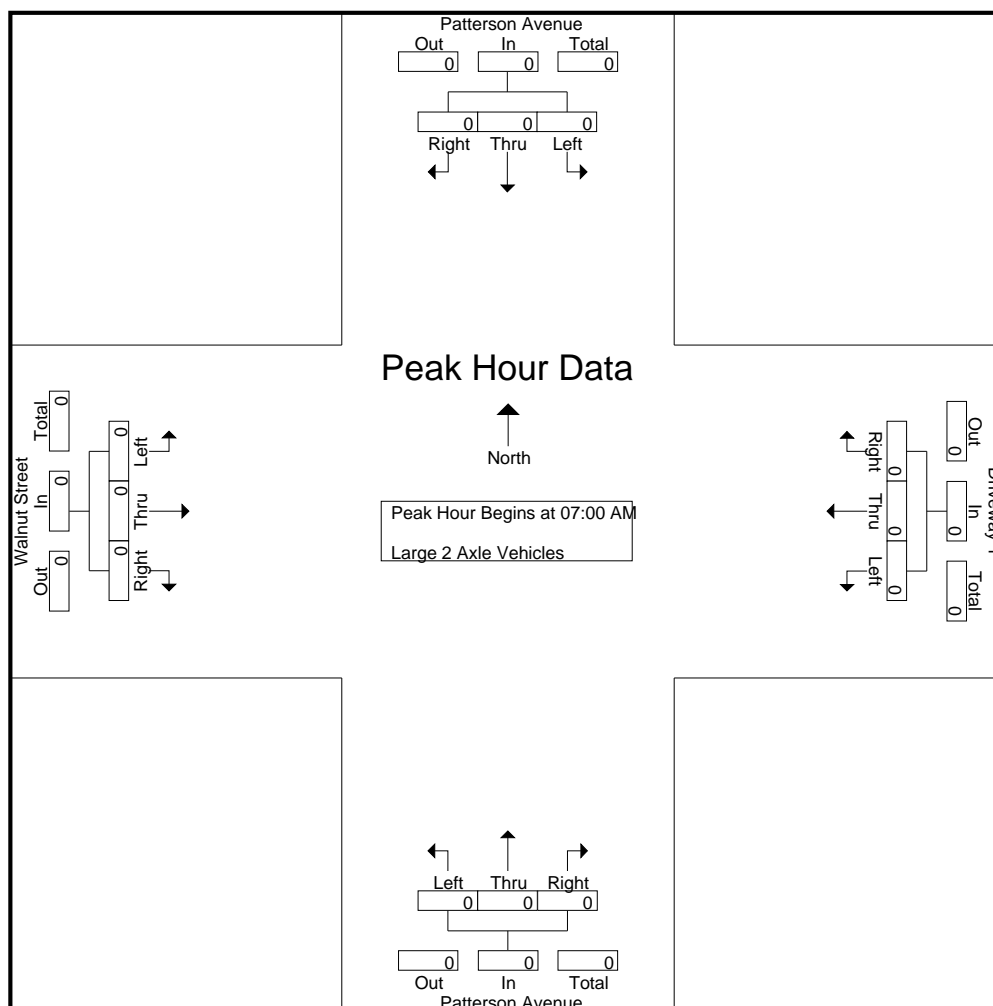 Patterson Avenue
Out In Total
0 0 0
0 0 0
Right Thru Left
Peak Hour Data
North
Peak Hour Begins at 07:00 AM
Large 2 Axle Vehicles
Walnut Street
Total In Out
0 0 0
0 0 0
Left Thru Right
Right Thru Left
0 0 0
0 0 0
Out In Total
Left Thru Right
0 0 0
0 0 0
Out In Total
Patterson Avenue